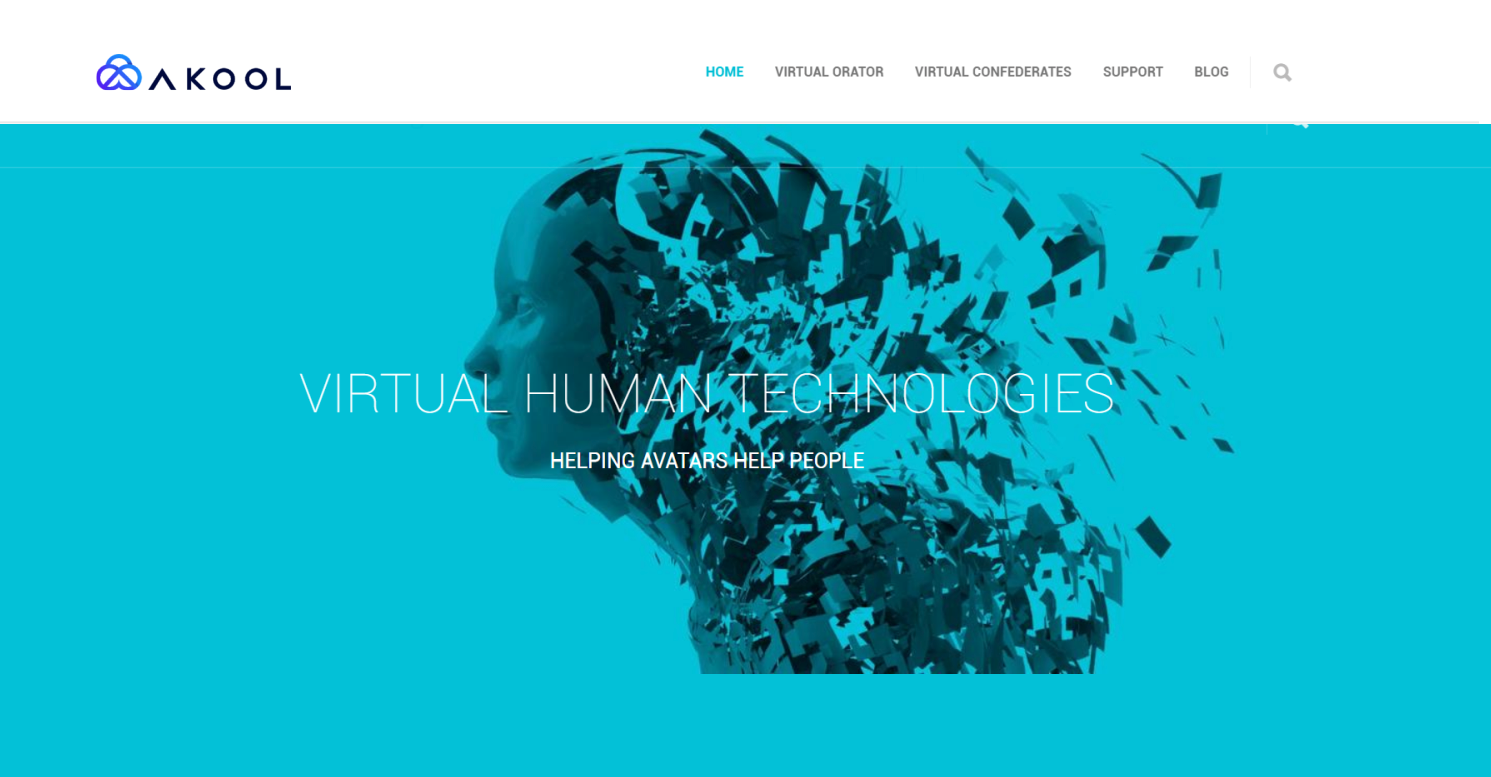 AKOOL
HOME VIRTUAL ORATOR VIRTUAL CONFEDERATES SUPPORT BLOG
VIRTUAL HUMAN TECHNOLOGIES
HELPING AVATARS HELP PEOPLE